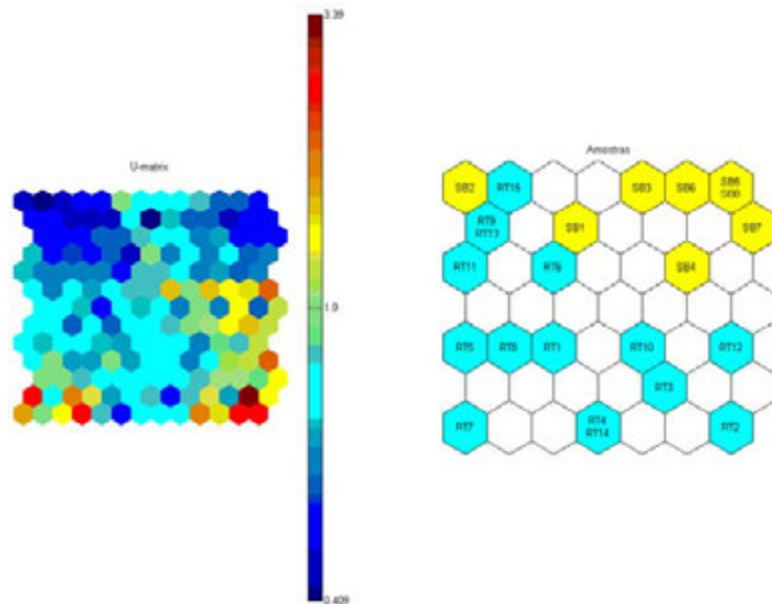 U-matrix
3.39
1.9
0.409
Amostras
SB2 RT15 SB3 SB6 SB5
SB8
RT9
RT13 SB1 SB7
RT11 RT6 SB4
RT5 RT8 RT1 RT10 RT12
RT3
RT7 RT4
RT14 RT2